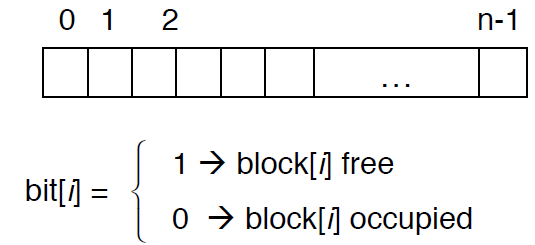 0 1 2 n-1
...
1 → block[i] free
bit[i] =
0 → block[i] occupied